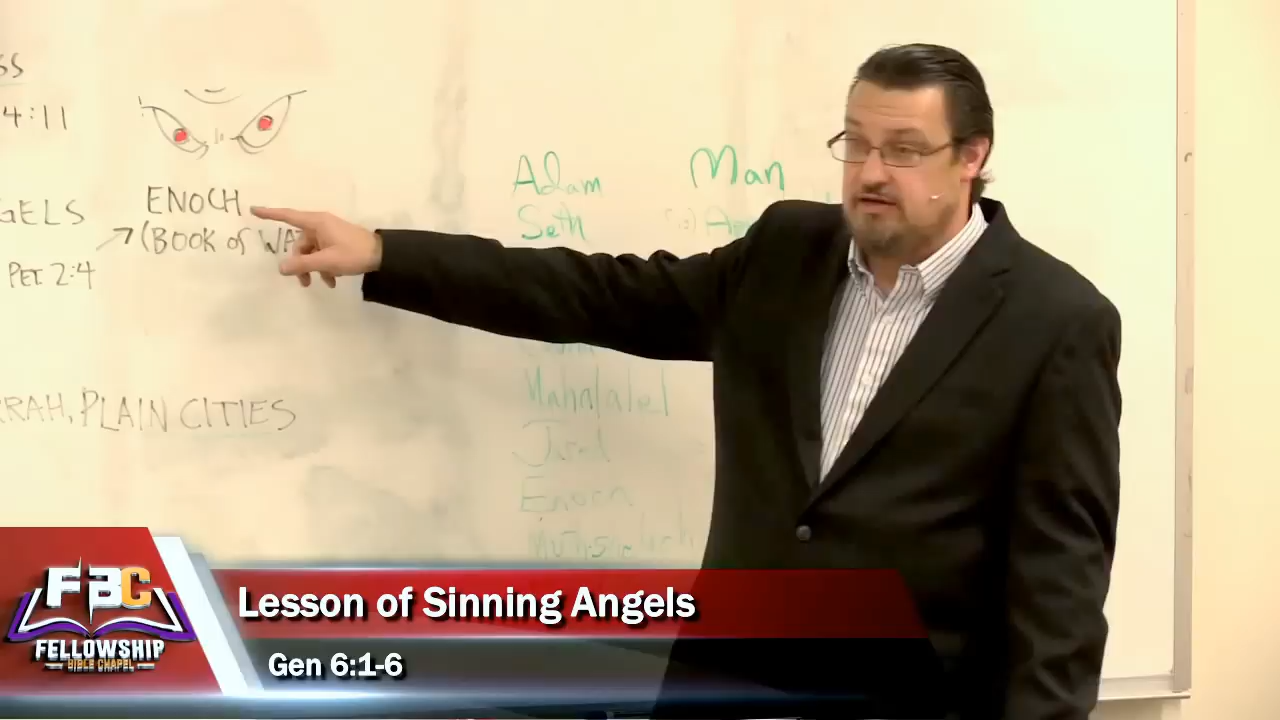 SS
4:11
GELS
PET. 2:4
ENOCH
(BOOK of WA
RRAH, PLAIN CITIES
Adam
Seth
Mahalalel
Jared
Enoch
Man
Lesson of Sinning Angels
Gen 6:1-6
FBC
FELLOWSHIP
BIBLE CHAPEL